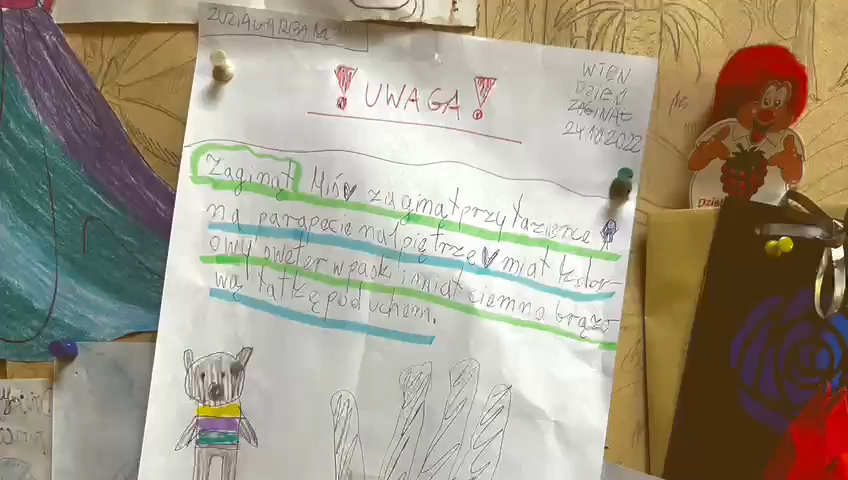 ! UWAGA !
W TEN
DZIEŃ
ZAGINĄŁ
24.10.2022
Zaginął Miś zaginął przy łazience
na parapecie na I piętrze miał kolor-
owy sweter w paski i miał ciemno brązo
wą łatkę pod uchem.